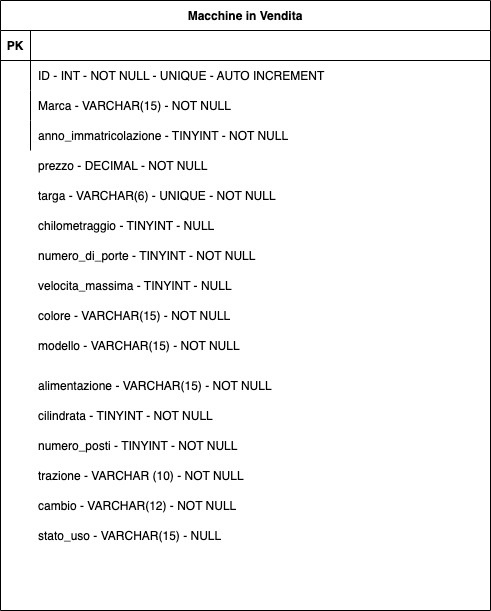 Macchine in Vendita
PK
ID - INT - NOT NULL - UNIQUE - AUTO INCREMENT
Marca - VARCHAR(15) - NOT NULL
anno_immatricolazione - TINYINT - NOT NULL
prezzo - DECIMAL - NOT NULL
targa - VARCHAR(6) - UNIQUE - NOT NULL
chilometraggio - TINYINT - NULL
numero_di_porte - TINYINT - NOT NULL
velocita_massima - TINYINT - NULL
colore - VARCHAR(15) - NOT NULL
modello - VARCHAR(15) - NOT NULL
alimentazione - VARCHAR(15) - NOT NULL
cilindrata - TINYINT - NOT NULL
numero_posti - TINYINT - NOT NULL
trazione - VARCHAR (10) - NOT NULL
cambio - VARCHAR(12) - NOT NULL
stato_uso - VARCHAR(15) - NULL